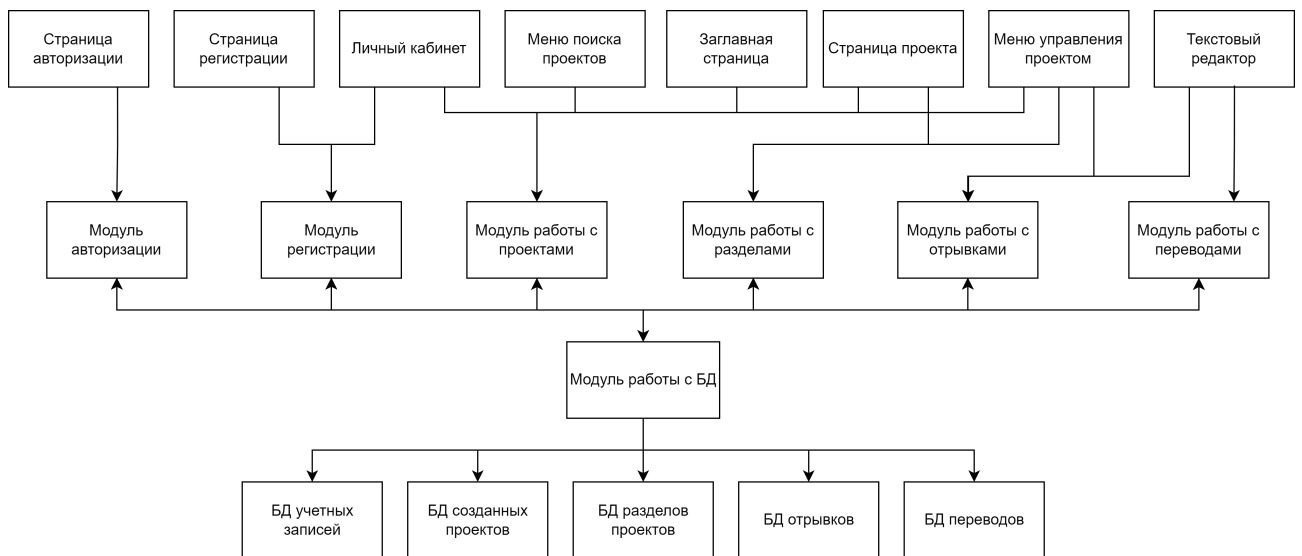 Страница
авторизации
Страница
регистрации
Личный кабинет
Меню поиска
проектов
Заглавная
страница
Страница проекта
Меню управления
проектом
Текстовый
редактор
Модуль
авторизации
Модуль
регистрации
Модуль работы с
проектами
Модуль работы с
разделами
Модуль работы с
отрывками
Модуль работы с
переводами
Модуль работы с БД
БД учетных
записей
БД созданных
проектов
БД разделов
проектов
БД отрывков
БД переводов